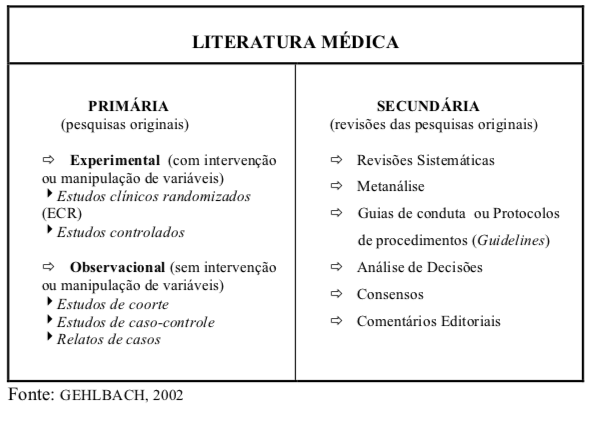 LITERATURA MÉDICA
PRIMÁRIA
(pesquisas originais)
⇨ Experimental (com intervenção
ou manipulação de variáveis)
Estudos clínicos randomizados
(ECR)
Estudos controlados
⇨ Observacional (sem intervenção
ou manipulação de variáveis)
Estudos de coorte
Estudos de caso-controle
Relatos de casos
SECUNDÁRIA
(revisões das pesquisas originais)
⇨ Revisões Sistemáticas
⇨ Metanálise
⇨ Guias de conduta ou Protocolos
de procedimentos (Guidelines)
⇨ Análise de Decisões
⇨ Consensos
⇨ Comentários Editoriais
Fonte: GEHLBACH, 2002